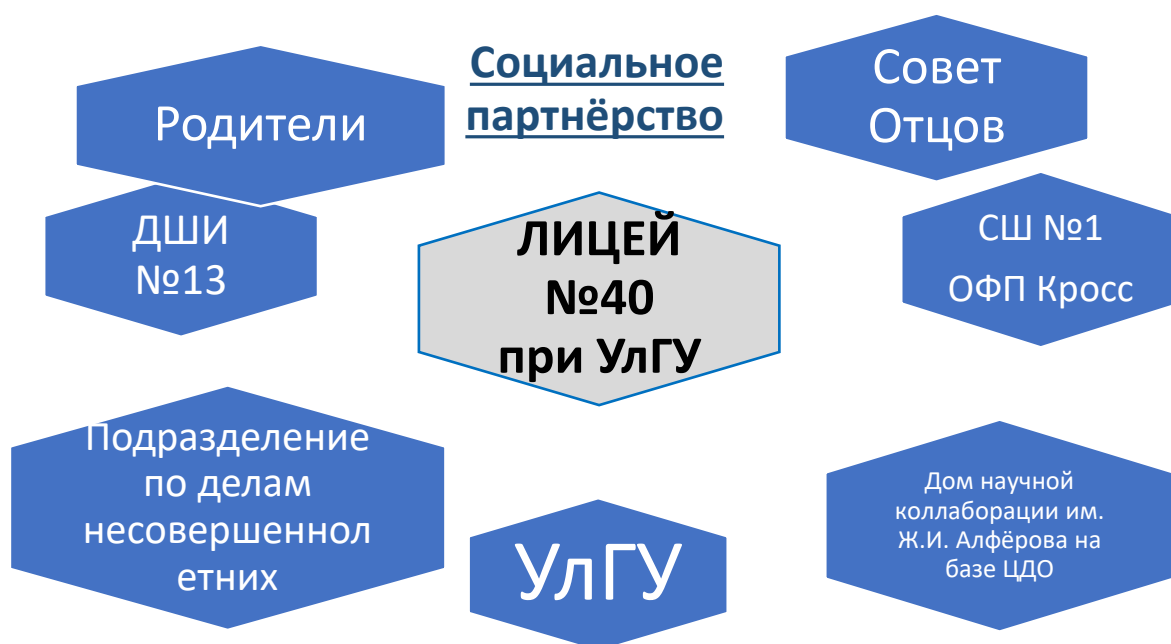 Социальное
партнёрство
Родители
Совет
Отцов
ДШИ
№13
ЛИЦЕЙ
№40
при УлГУ
СШ №1
ОФП Кросс
Подразделение
по делам
несовершеннол
етних
УлГУ
Дом научной
коллаборации им.
Ж.И. Алфёрова на
базе ЦДО